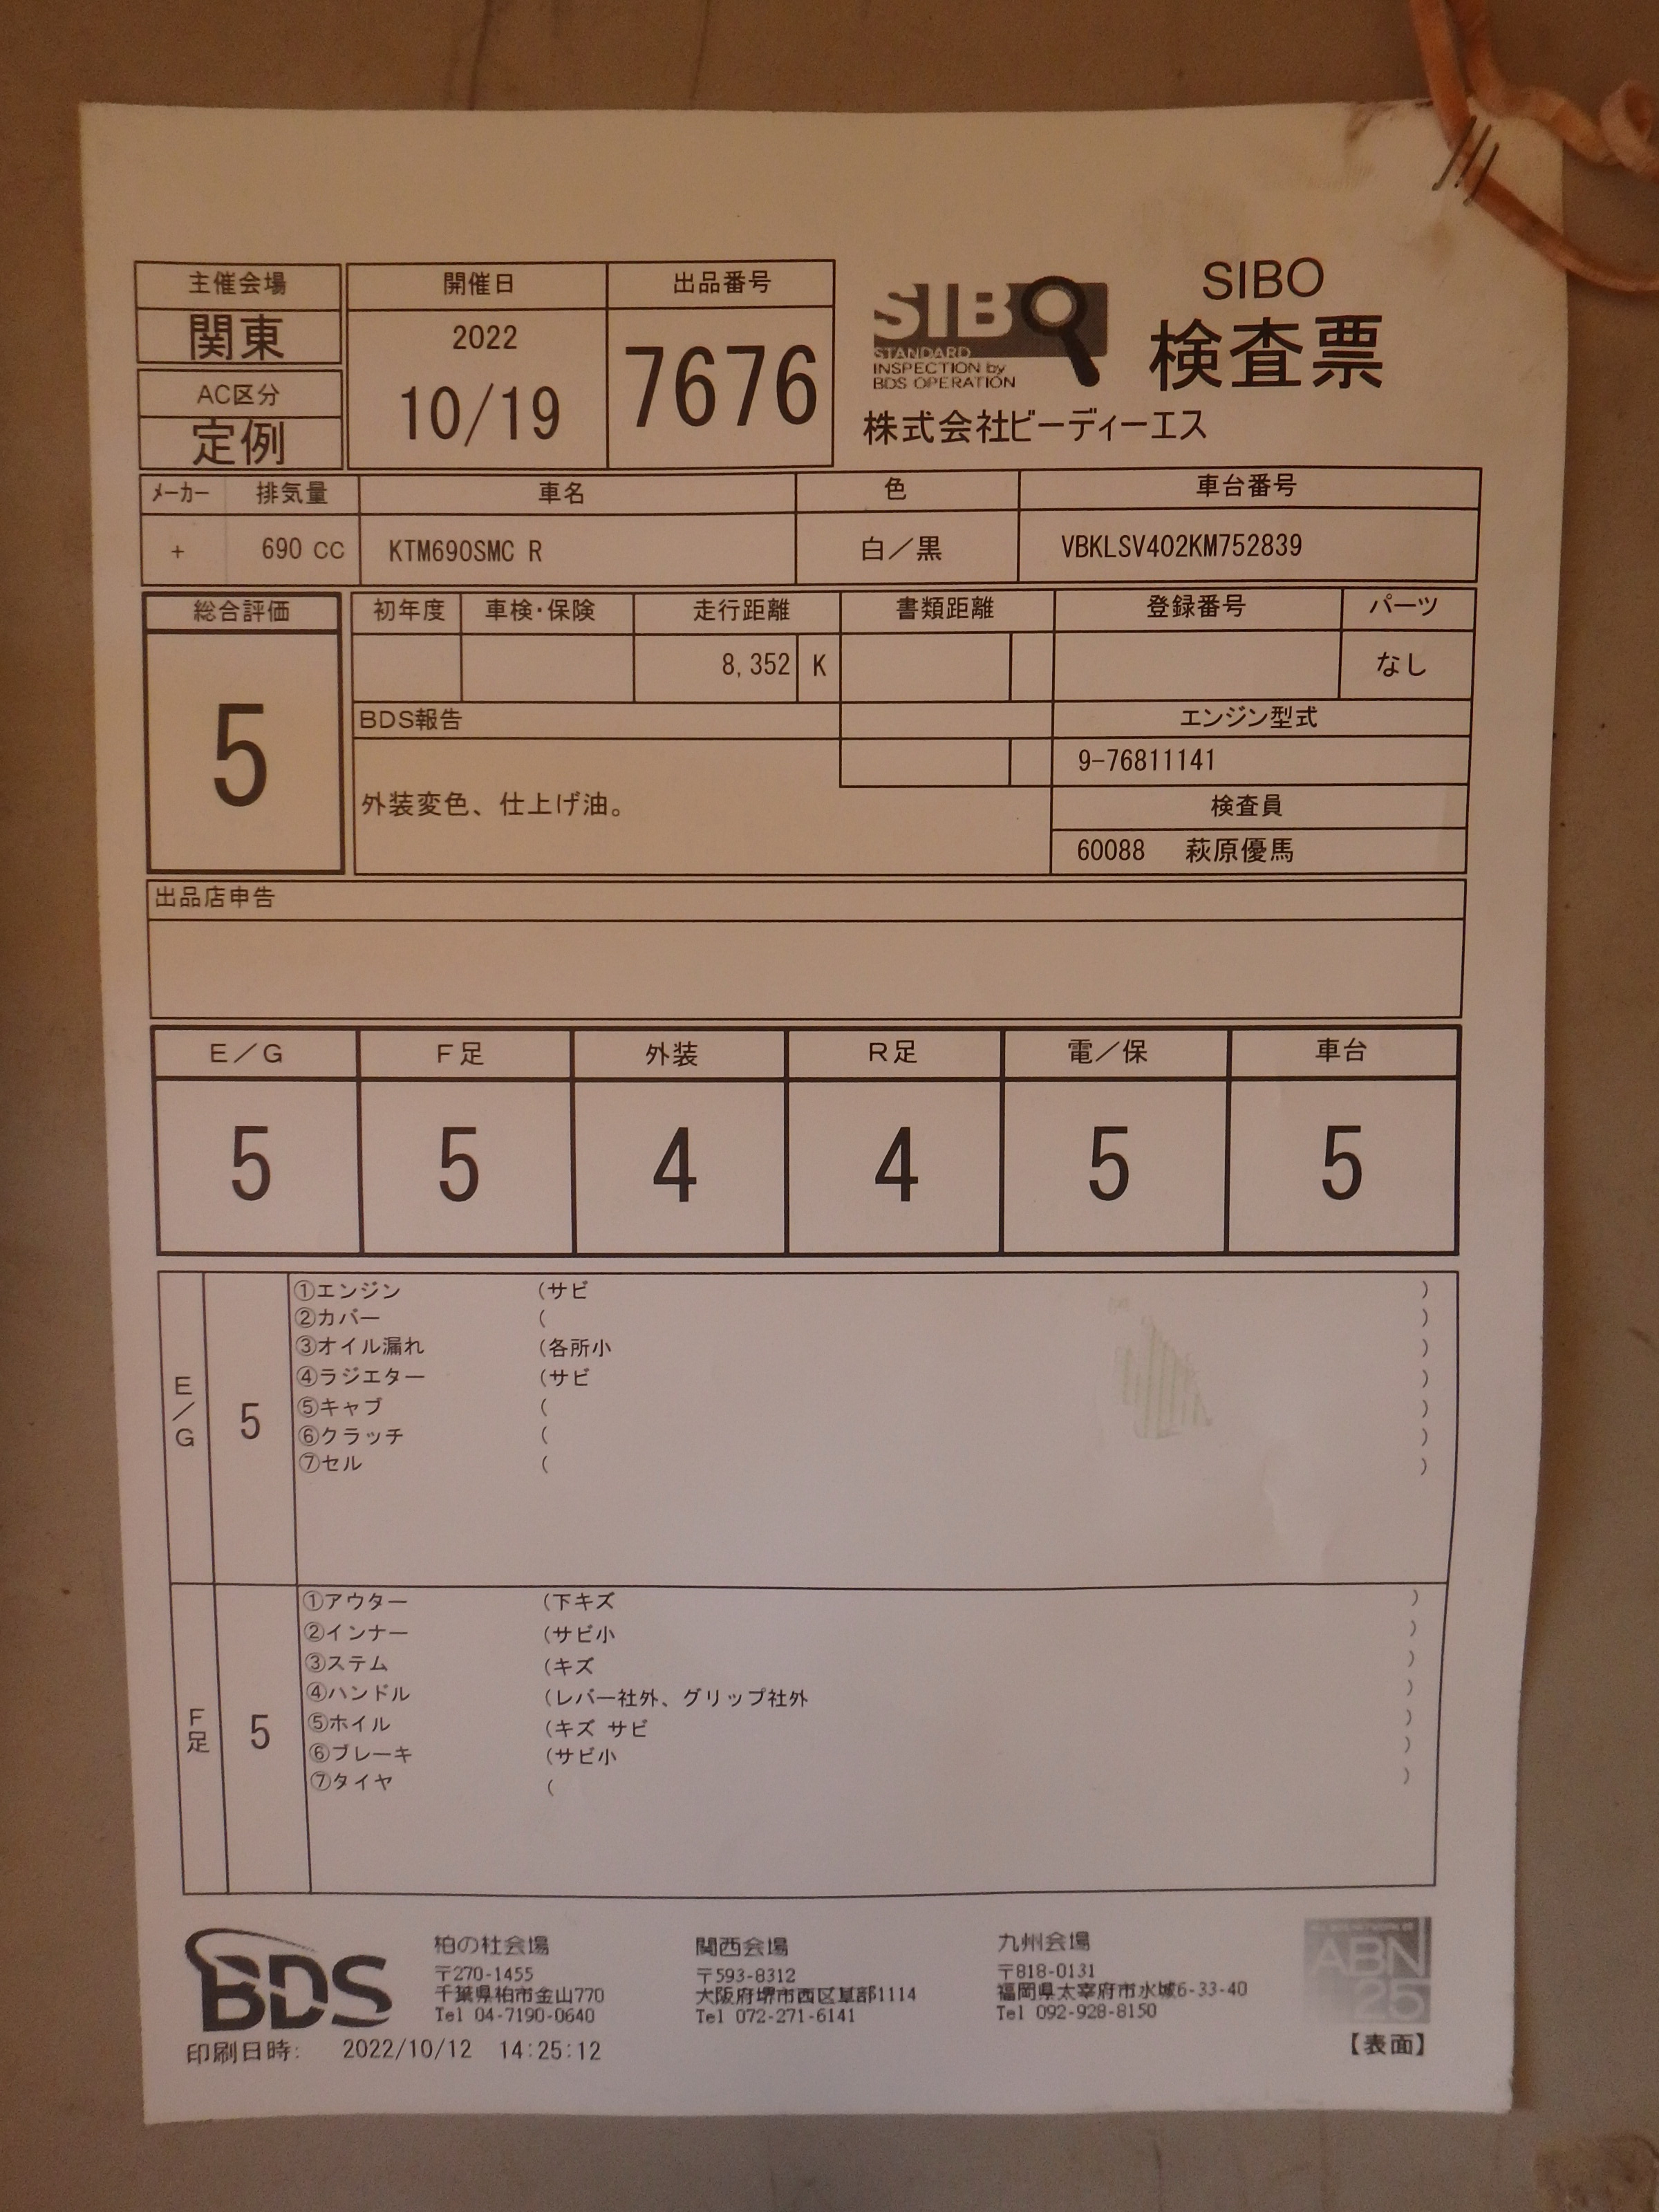 主催会場
関東
AC区分
定例
開催日
2022
10/19
出品番号
7676
SIBO
STANDARD
INSPECTION by
BDS OPERATION
SIBO
検査票
株式会社ビーディーエス
メーカー 排気量 車名 色 車台番号
+ 690 CC KTM690SMC R 白／黒 VBKLSV402KM752839
総合評価
5
初年度 車検・保険 走行距離 書類距離 登録番号 パーツ
8,352 K なし
BDS報告 エンジン型式
9-76811141
外装変色、仕上げ油。 検査員
60088 萩原優馬
出品店申告
E／G F足 外装 R足 電／保 車台
5 5 4 4 5 5
E／G
5
①エンジン (サビ )
②カバー ( )
③オイル漏れ (各所小 )
④ラジエター (サビ )
⑤キャブ ( )
⑥クラッチ ( )
⑦セル ( )
F足
5
①アウター (下キズ )
②インナー (サビ小 )
③ステム (キズ )
④ハンドル (レバー社外、グリップ社外 )
⑤ホイル (キズ サビ )
⑥ブレーキ (サビ小 )
⑦タイヤ ( )
BDS
柏の杜会場
〒270-1455
千葉県柏市金山770
Tel 04-7190-0640
関西会場
〒593-8312
大阪府堺市西区草部1114
Tel 072-271-6141
九州会場
〒818-0131
福岡県太宰府市水城6-33-40
Tel 092-928-8150
ABN
25
印刷日時: 2022/10/12 14:25:12
【表面】